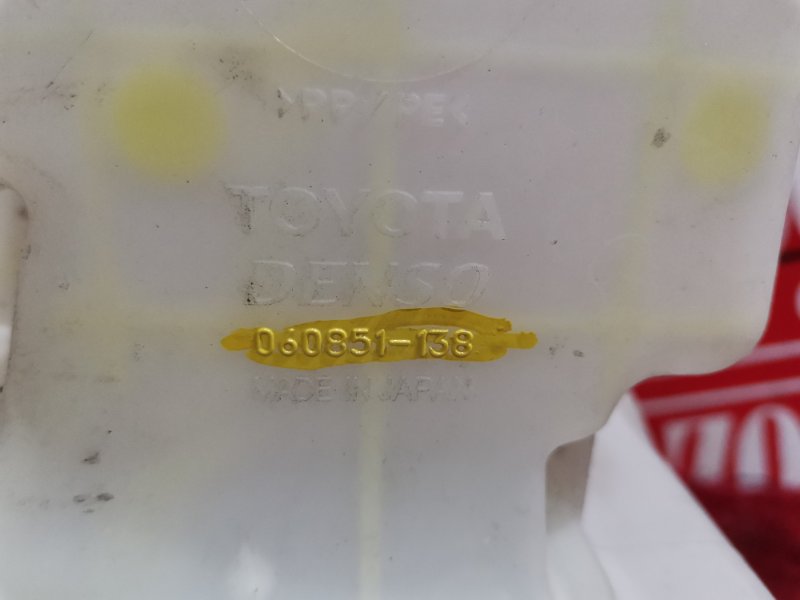 >PP/PE<
TOYOTA
DENSO
060851-138
MADE IN JAPAN